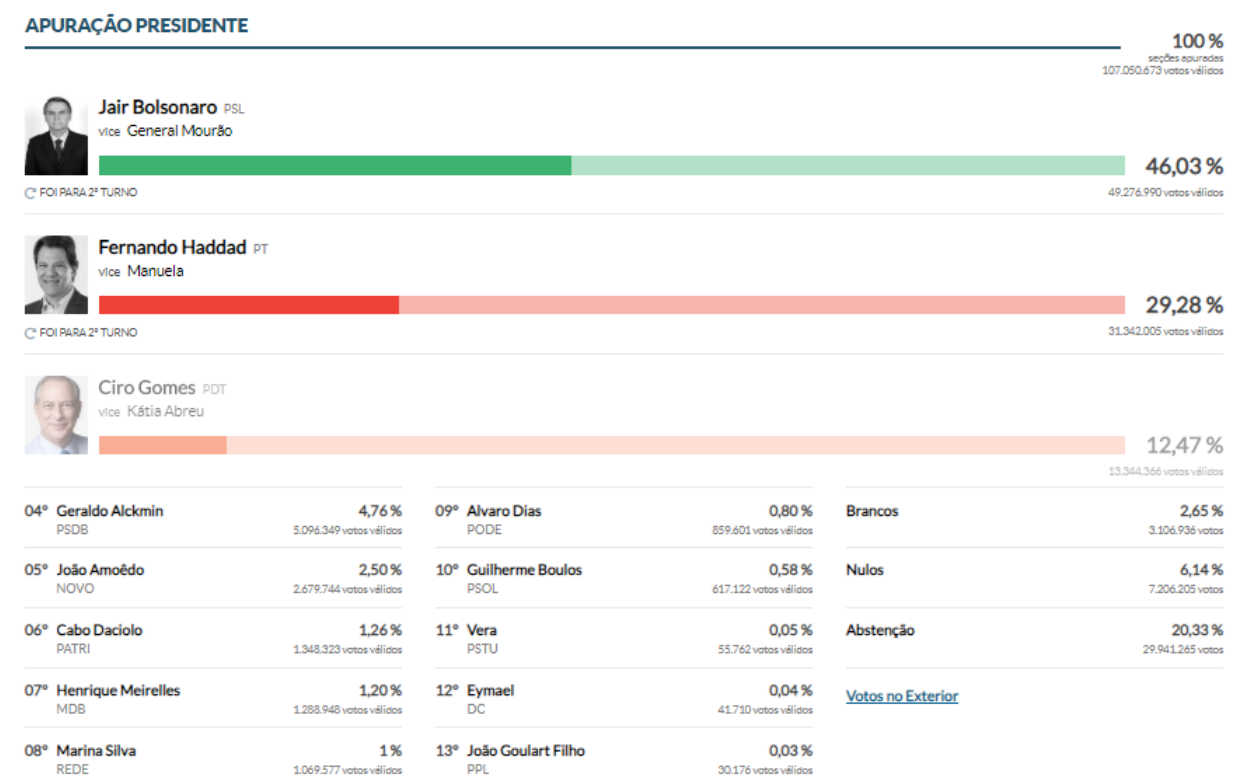 APURAÇÃO PRESIDENTE
100 %
seções apuradas
107.050.673 votos válidos
Jair Bolsonaro PSL
vice General Mourão
46,03 %
FOI PARA 2º TURNO
49.276.990 votos válidos
Fernando Haddad PT
vice Manuela
29,28 %
FOI PARA 2º TURNO
31.342.005 votos válidos
Ciro Gomes PDT
vice Kátia Abreu
12,47 %
13.344.366 votos válidos
04º Geraldo Alckmin 4,76 %
PSDB 5.096.349 votos válidos
05º João Amoêdo 2,50 %
NOVO 2.679.744 votos válidos
06º Cabo Daciolo 1,26 %
PATRI 1.348.323 votos válidos
07º Henrique Meirelles 1,20 %
MDB 1.288.948 votos válidos
08º Marina Silva 1 %
REDE 1.069.577 votos válidos
09º Alvaro Dias 0,80 %
PODE 859.601 votos válidos
10º Guilherme Boulos 0,58 %
PSOL 617.122 votos válidos
11º Vera 0,05 %
PSTU 55.762 votos válidos
12º Eymael 0,04 %
DC 41.710 votos válidos
13º João Goulart Filho 0,03 %
PPL 30.176 votos válidos
Brancos 2,65 %
3.106.936 votos
Nulos 6,14 %
7.206.205 votos
Abstenção 20,33 %
29.941.265 votos
Votos no Exterior